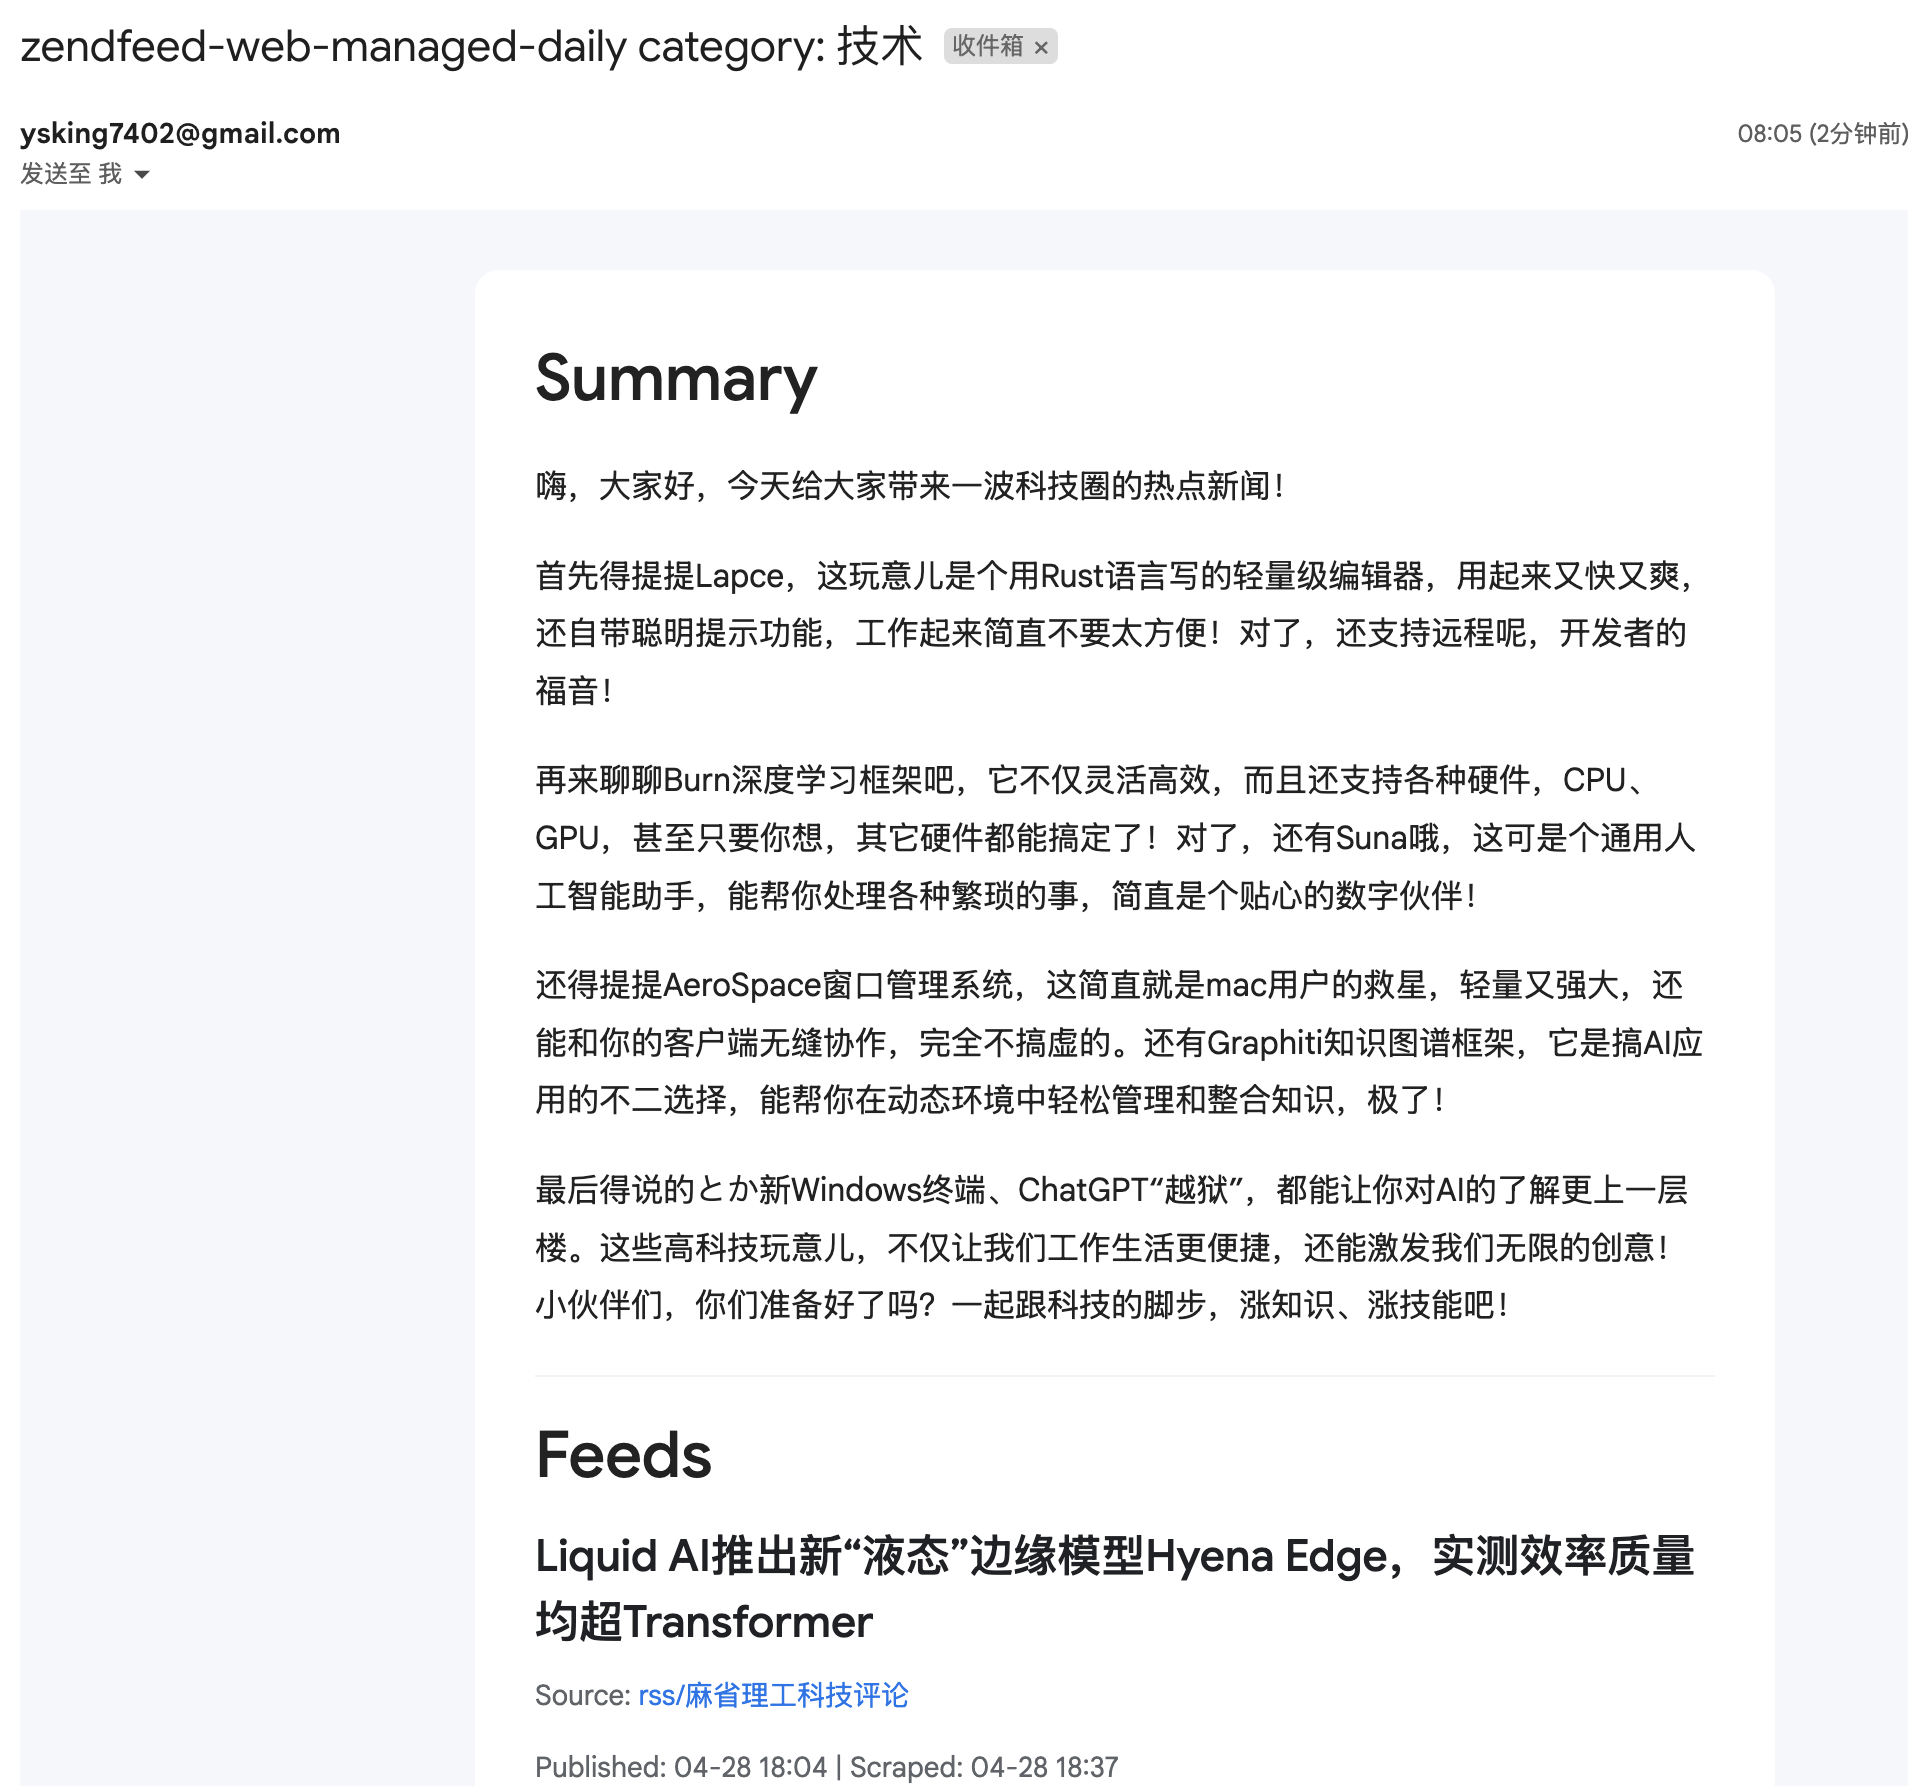 zendfeed-web-managed-daily category: 技术 收件箱 ×
ysking7402@gmail.com 08:05 (2分钟前)
发送至 我
Summary
嗨，大家好，今天给大家带来一波科技圈的热点新闻！
首先得提提Lapce，这玩意儿是个用Rust语言写的轻量级编辑器，用起来又快又爽，
还自带聪明提示功能，工作起来简直不要太方便！对了，还支持远程呢，开发者的
福音！
再来聊聊Burn深度学习框架吧，它不仅灵活高效，而且还支持各种硬件，CPU、
GPU，甚至只要你想，其它硬件都能搞定了！对了，还有Suna哦，这可是个通用人
工智能助手，能帮你处理各种繁琐的事，简直是个贴心的数字伙伴！
还得提提AeroSpace窗口管理系统，这简直就是mac用户的救星，轻量又强大，还
能和你的客户端无缝协作，完全不搞虚的。还有Graphiti知识图谱框架，它是搞AI应
用的不二选择，能帮你在动态环境中轻松管理和整合知识，极了！
最后得说的とか新Windows终端、ChatGPT“越狱”，都能让你对AI的了解更上一层
楼。这些高科技玩意儿，不仅让我们工作生活更便捷，还能激发我们无限的创意！
小伙伴们，你们准备好了吗？一起跟科技的脚步，涨知识、涨技能吧！
Feeds
Liquid AI推出新“液态”边缘模型Hyena Edge，实测效率质量
均超Transformer
Source: rss/麻省理工科技评论
Published: 04-28 18:04 | Scraped: 04-28 18:37